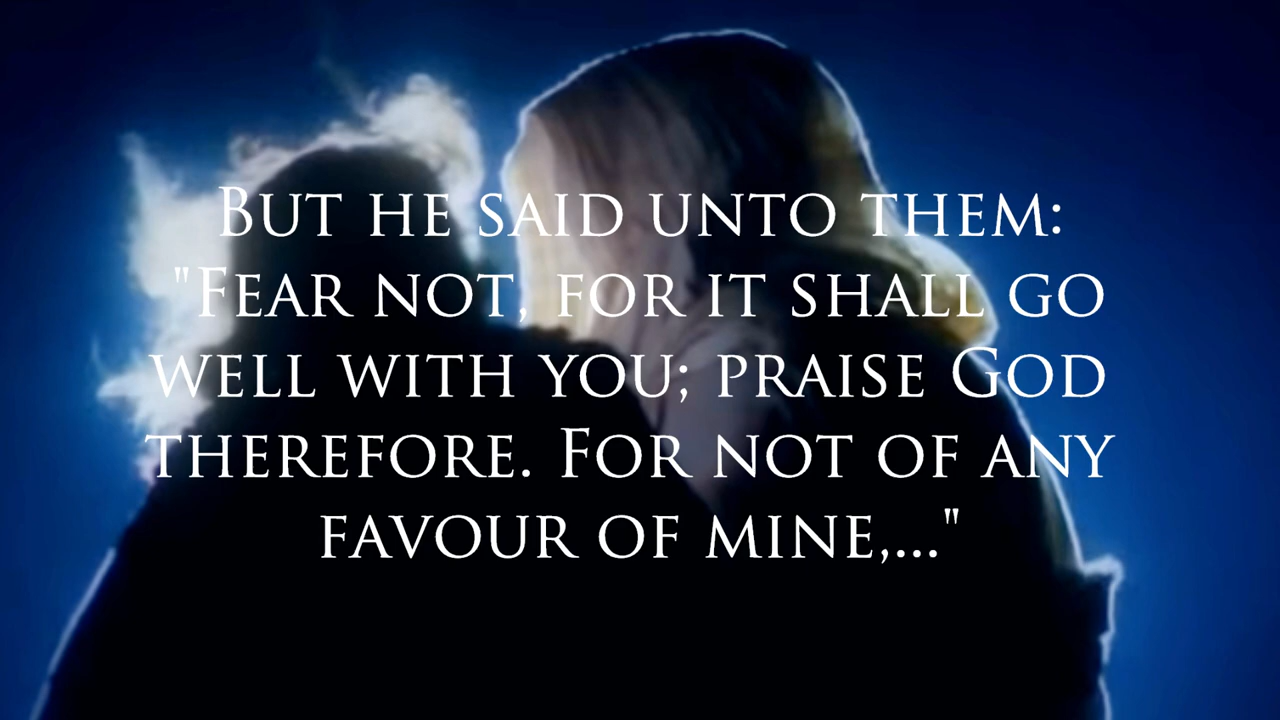 But he said unto them:
"Fear not, for it shall go
well with you; praise God
therefore. For not of any
favour of mine,..."